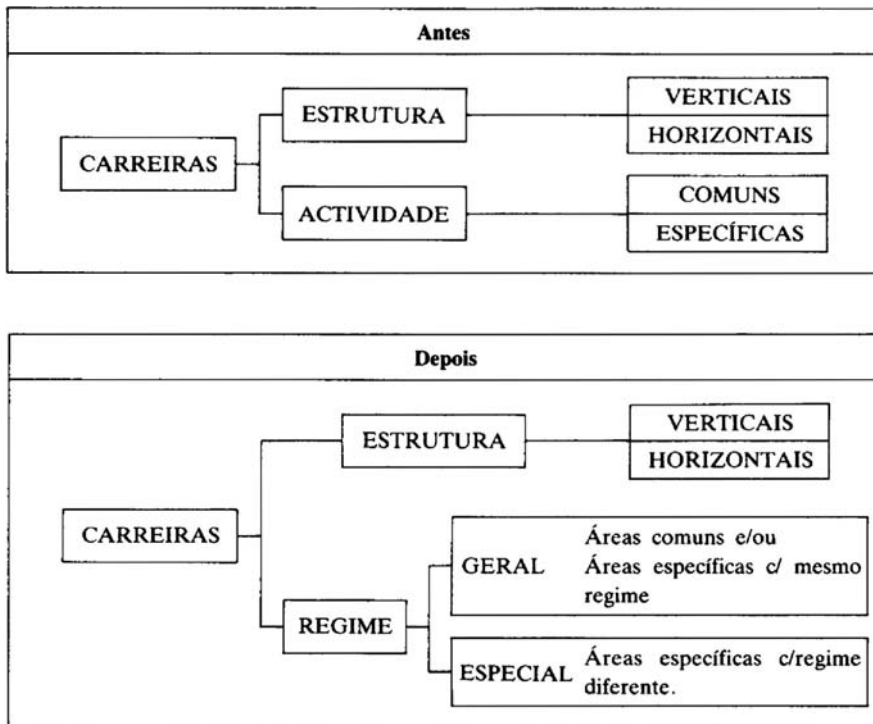 Antes
ESTRUTURA
VERTICAIS
HORIZONTAIS
CARREIRAS
ACTIVIDADE
COMUNS
ESPECÍFICAS
Depois
ESTRUTURA
VERTICAIS
HORIZONTAIS
CARREIRAS
REGIME
GERAL
Áreas comuns e/ou
Áreas específicas c/ mesmo
regime
ESPECIAL
Áreas específicas c/regime
diferente.